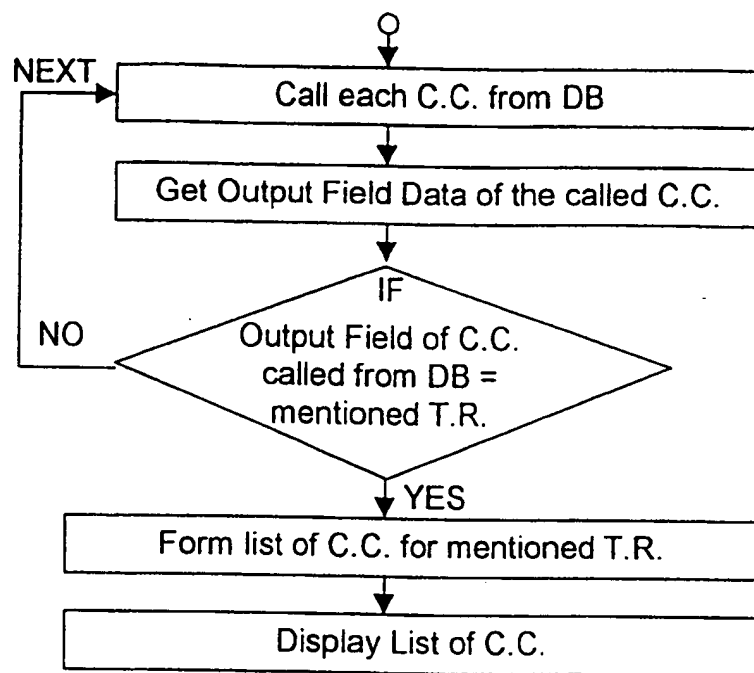 NEXT
Call each C.C. from DB
Get Output Field Data of the called C.C.
IF
NO
Output Field of C.C.
called from DB =
mentioned T.R.
YES
Form list of C.C. for mentioned T.R.
Display List of C.C.